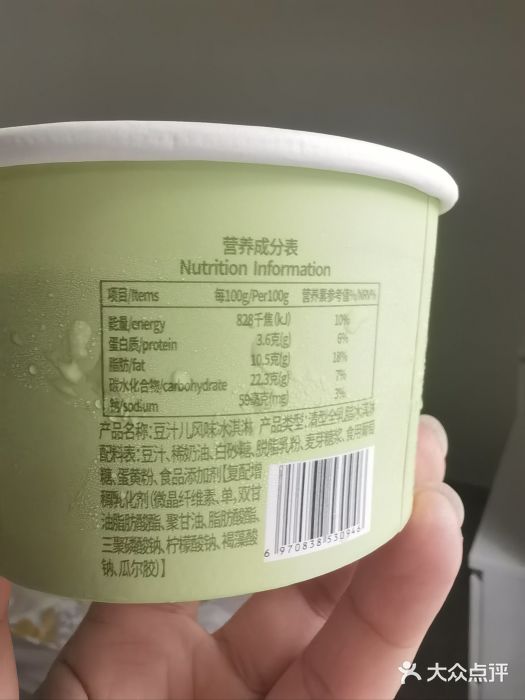 营养成分表
Nutrition Information
项目/Items 每100g/Per100g 营养素参考值%/NRV%
能量/energy 828千焦(kJ) 10%
蛋白质/protein 3.6克(g) 6%
脂肪/fat 10.5克(g) 18%
碳水化合物/carbohydrate 22.3克(g) 7%
钠/sodium 59毫克(mg) 3%
产品名称:豆汁儿风味冰淇淋 产品类型:清型全乳脂冰淇淋
配料表:豆汁、稀奶油、白砂糖、脱脂乳粉、麦芽糖浆、食用葡萄
糖、蛋黄粉、食品添加剂【复配增
稠乳化剂(微晶纤维素、单,双甘
油脂肪酸酯、聚甘油、脂肪酸酯、
三聚磷酸钠、柠檬酸钠、褐藻酸
钠、瓜尔胶)】
6 970838 530946
大众点评